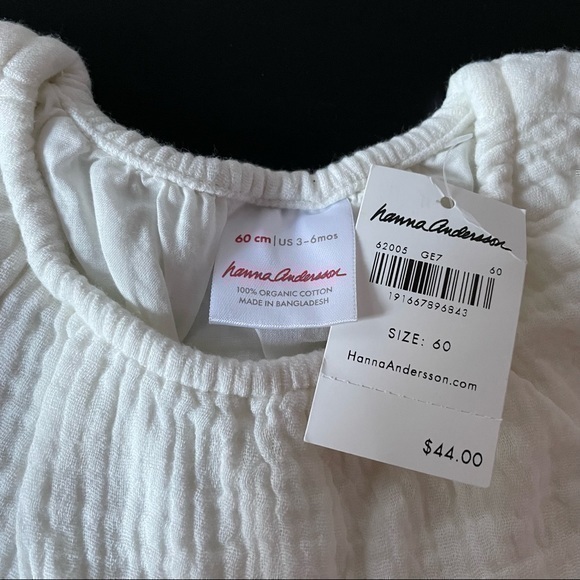 60 cm | US 3-6mos
hanna andersson
100% ORGANIC COTTON
MADE IN BANGLADESH
hanna andersson
62005 GE7 60
191667896843
SIZE: 60
HannaAndersson.com
$44.00